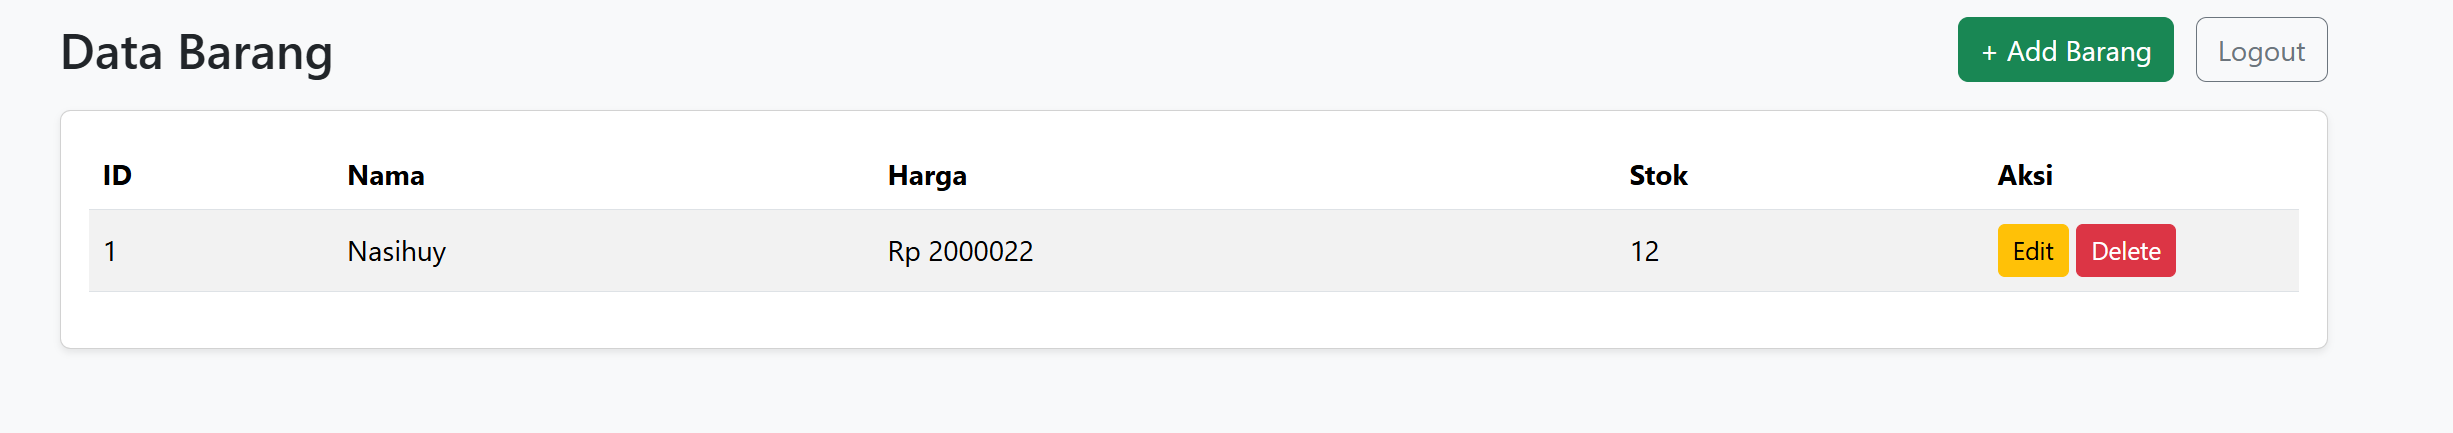 Data Barang
+ Add Barang
Logout
ID Nama Harga Stok Aksi
1 Nasihuy Rp 2000022 12 Edit Delete